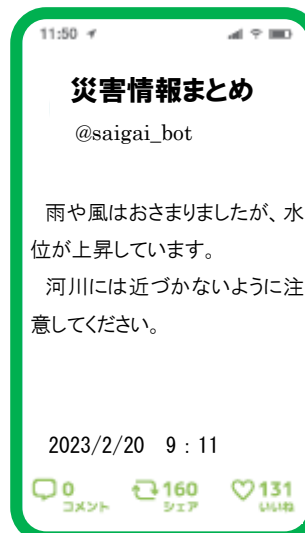 11:50
災害情報まとめ
@saigai_bot
雨や風はおさまりましたが、水
位が上昇しています。
河川には近づかないように注
意してください。
2023/2/20　9：11
0 160 131
コメント シェア いいね